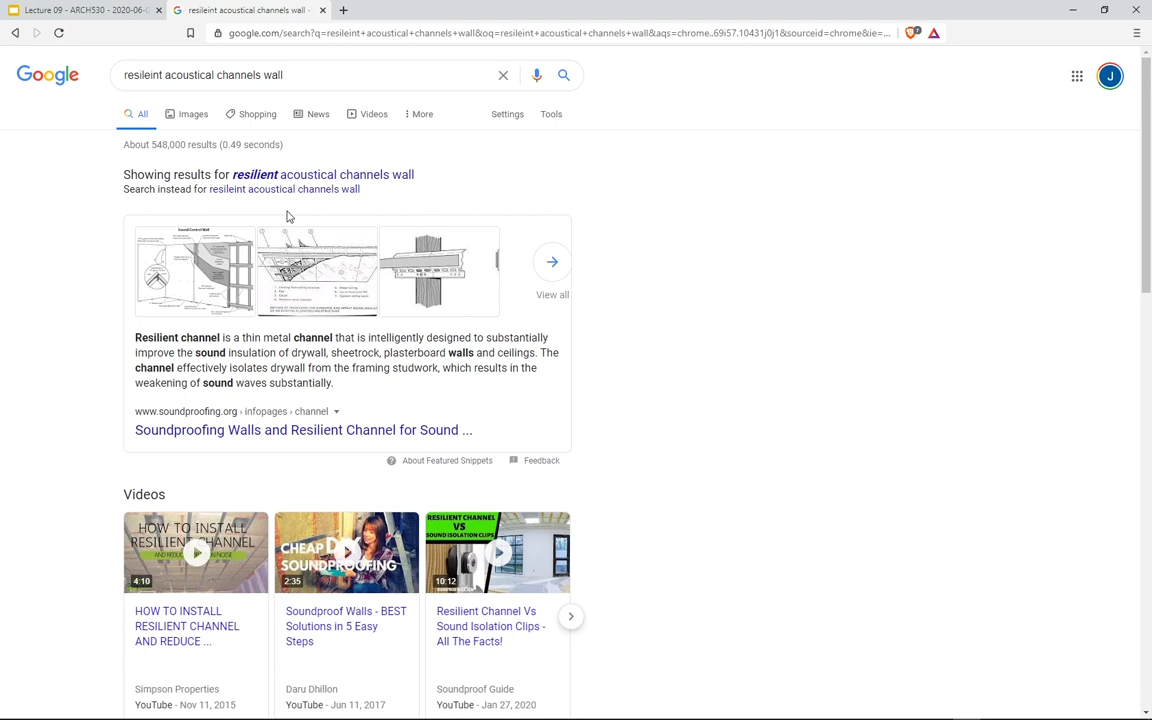 Lecture 09 - ARCH530 - 2020-06-0
resileint acoustical channels wall -
google.com/search?q=resileint+acoustical+channels+wall&oq=resileint+acoustical+channels+wall&aqs=chrome..69i57.10431j0j1&sourceid=chrome&ie=...
Google
resileint acoustical channels wall
J
All
Images
Shopping
News
Videos
More
Settings
Tools
About 548,000 results (0.49 seconds)
Showing results for resilient acoustical channels wall
Search instead for resileint acoustical channels wall
Sound Control Wall
View all
Resilient channel is a thin metal channel that is intelligently designed to substantially
improve the sound insulation of drywall, sheetrock, plasterboard walls and ceilings. The
channel effectively isolates drywall from the framing studwork, which results in the
weakening of sound waves substantially.
www.soundproofing.org › infopages › channel
Soundproofing Walls and Resilient Channel for Sound ...
About Featured Snippets
Feedback
Videos
HOW TO INSTALL
RESILIENT CHANNEL
4:10
CHEAP DIY
SOUNDPROOFING
2:35
RESILIENT CHANNEL
VS
SOUND ISOLATION CLIPS
10:12
HOW TO INSTALL
RESILIENT CHANNEL
AND REDUCE ...
Soundproof Walls - BEST
Solutions in 5 Easy
Steps
Resilient Channel Vs
Sound Isolation Clips -
All The Facts!
Simpson Properties
YouTube - Nov 11, 2015
Daru Dhillon
YouTube - Jun 11, 2017
Soundproof Guide
YouTube - Jan 27, 2020